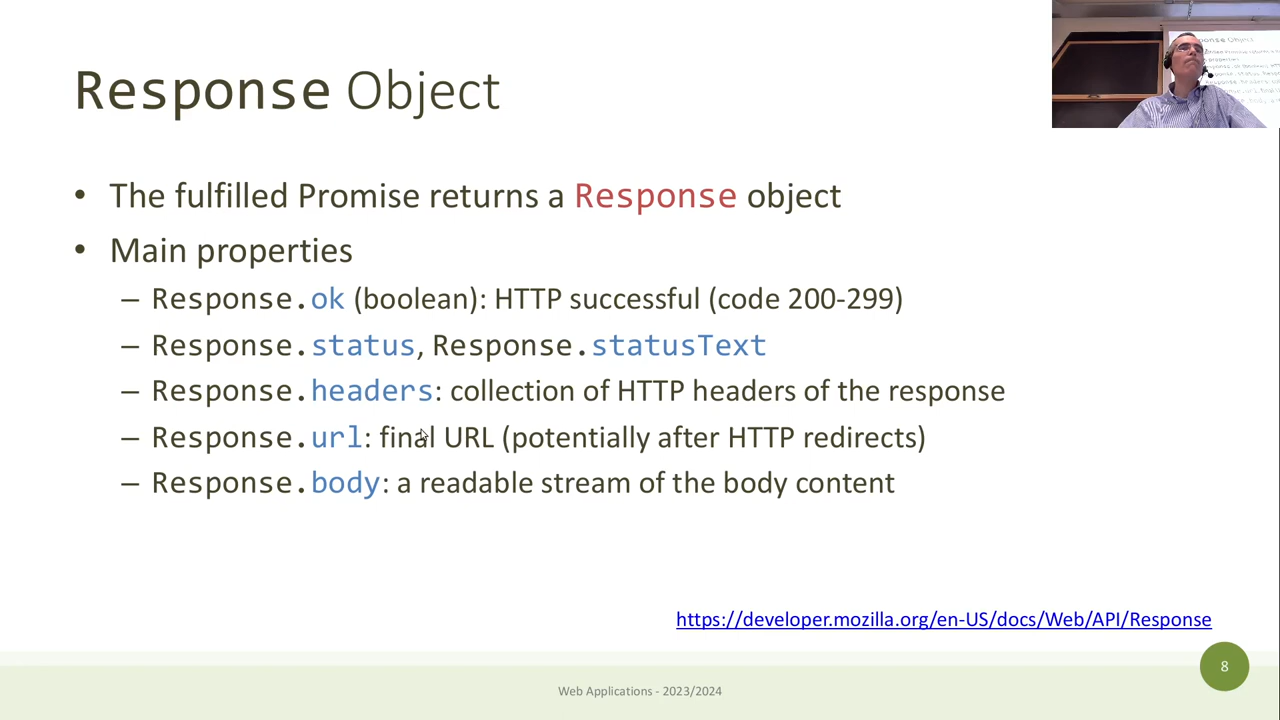 Response Object
• The fulfilled Promise returns a Response object
• Main properties
– Response.ok (boolean): HTTP successful (code 200-299)
– Response.status, Response.statusText
– Response.headers: collection of HTTP headers of the response
– Response.url: final URL (potentially after HTTP redirects)
– Response.body: a readable stream of the body content
https://developer.mozilla.org/en-US/docs/Web/API/Response
8
Web Applications - 2023/2024